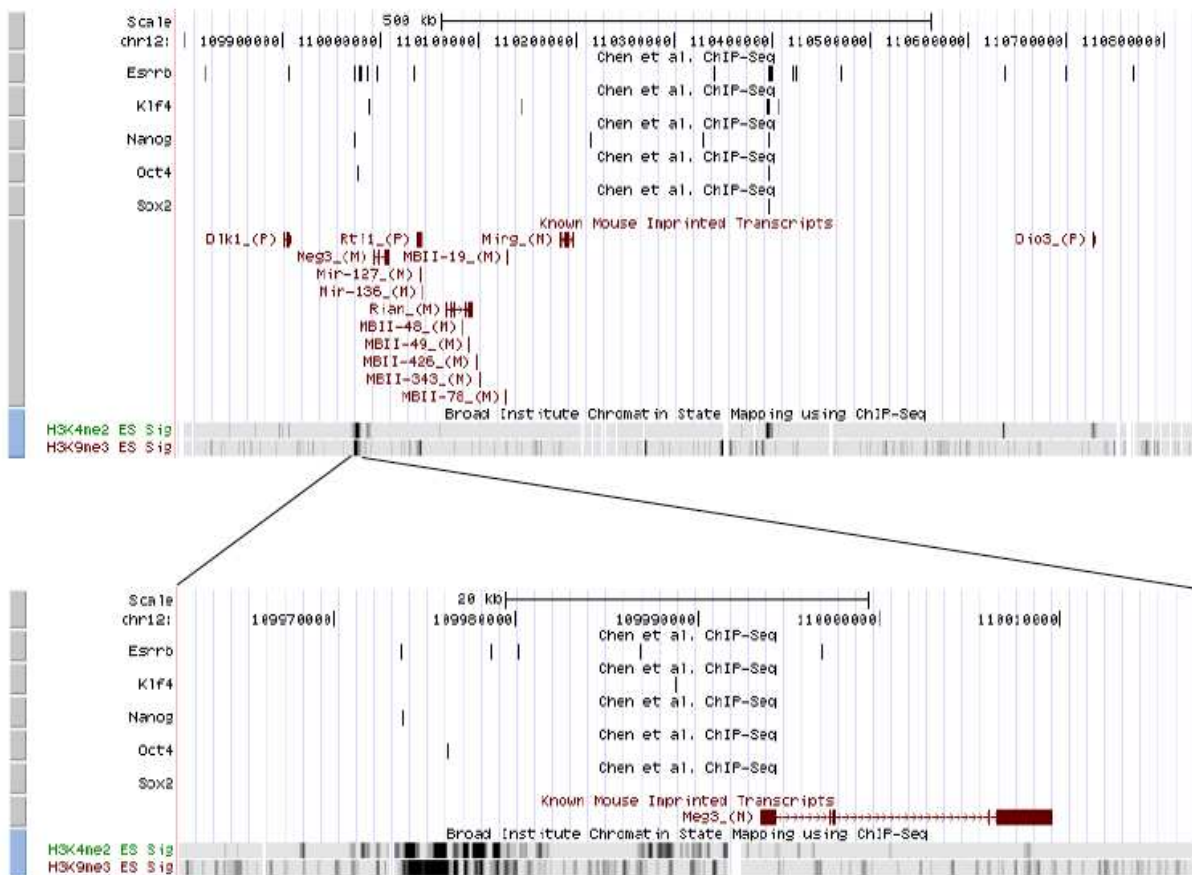 Scale 500 kb
chr12: 109900000 110000000 110100000 110200000 110300000 110400000 110500000 110600000 110700000 110800000
Chen et al. ChIP-Seq
Esrrb
Chen et al. ChIP-Seq
Klf4
Chen et al. ChIP-Seq
Nanog
Chen et al. ChIP-Seq
Oct4
Chen et al. ChIP-Seq
Sox2
Known Mouse Imprinted Transcripts
Dlk1_(P) Rtl1_(P) Mirg_(M) Dio3_(P)
Meg3_(M) MBII-19_(M)
Mir-127_(M)
Mir-136_(M)
Rian_(M)
MBII-48_(M)
MBII-49_(M)
MBII-426_(M)
MBII-343_(M)
MBII-78_(M)
Broad Institute Chromatin State Mapping using ChIP-Seq
H3K4me2 ES Sig
H3K9me3 ES Sig
Scale 20 kb
chr12: 109970000 109980000 109990000 110000000 110010000
Chen et al. ChIP-Seq
Esrrb
Chen et al. ChIP-Seq
Klf4
Chen et al. ChIP-Seq
Nanog
Chen et al. ChIP-Seq
Oct4
Chen et al. ChIP-Seq
Sox2
Known Mouse Imprinted Transcripts
Meg3_(M)
Broad Institute Chromatin State Mapping using ChIP-Seq
H3K4me2 ES Sig
H3K9me3 ES Sig